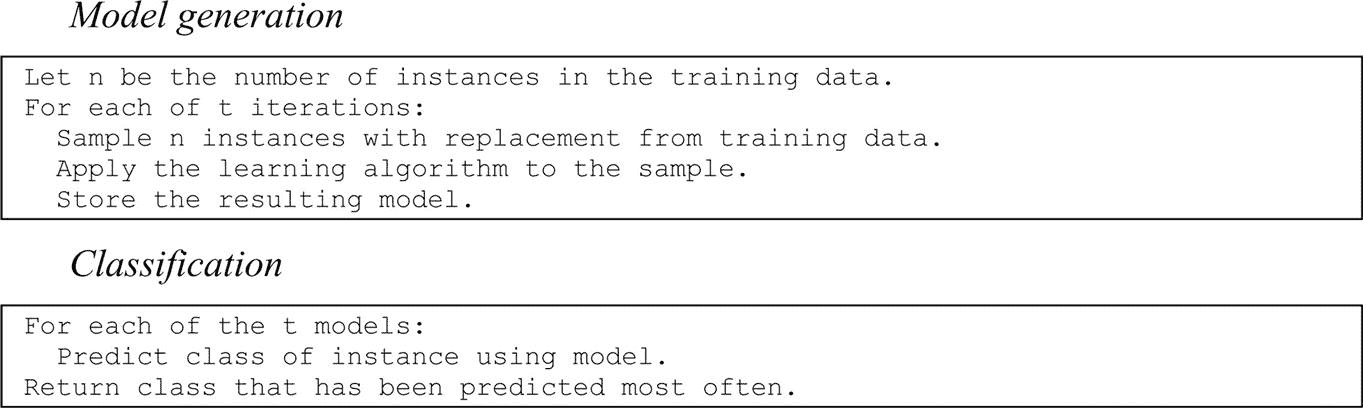 Model generation
Let n be the number of instances in the training data.
For each of t iterations:
Sample n instances with replacement from training data.
Apply the learning algorithm to the sample.
Store the resulting model.
Classification
For each of the t models:
Predict class of instance using model.
Return class that has been predicted most often.